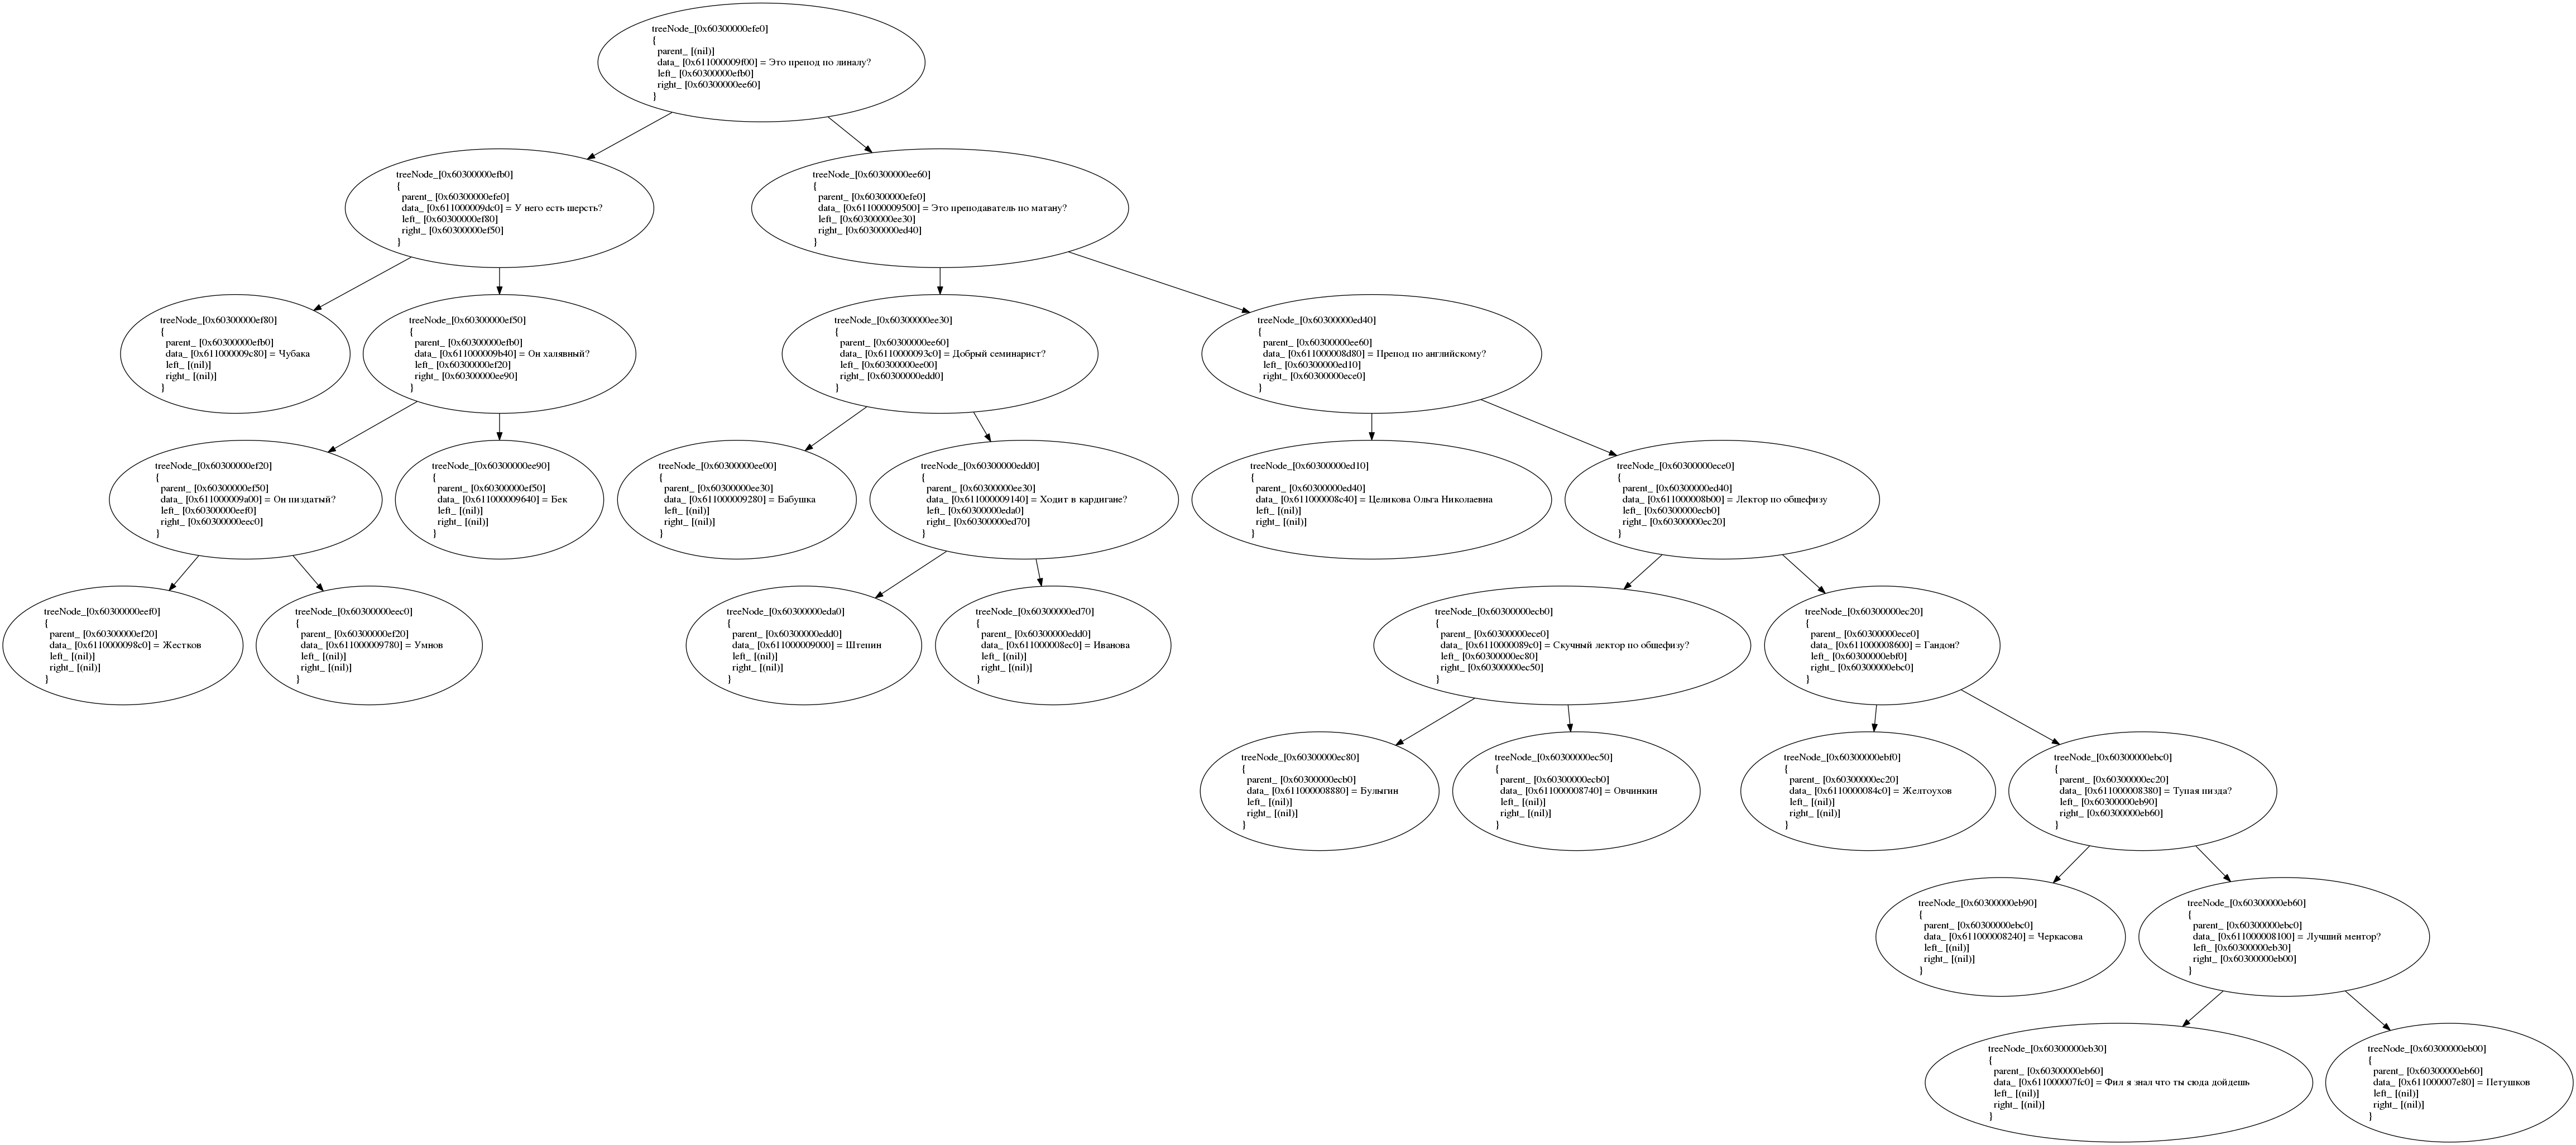 treeNode_[0x60300000efe0]
{
parent_ [(nil)]
data_ [0x611000009f00] = Это препод по линалу?
left_ [0x60300000efb0]
right_ [0x60300000ee60]
}
treeNode_[0x60300000efb0]
{
parent_ [0x60300000efe0]
data_ [0x611000009dc0] = У него есть шерсть?
left_ [0x60300000ef80]
right_ [0x60300000ef50]
}
treeNode_[0x60300000ee60]
{
parent_ [0x60300000efe0]
data_ [0x611000009500] = Это преподаватель по матану?
left_ [0x60300000ee30]
right_ [0x60300000ed40]
}
treeNode_[0x60300000ef80]
{
parent_ [0x60300000efb0]
data_ [0x611000009c80] = Чубака
left_ [(nil)]
right_ [(nil)]
}
treeNode_[0x60300000ef50]
{
parent_ [0x60300000efb0]
data_ [0x611000009b40] = Он халявный?
left_ [0x60300000ef20]
right_ [0x60300000ee90]
}
treeNode_[0x60300000ee30]
{
parent_ [0x60300000ee60]
data_ [0x6110000093c0] = Добрый семинарист?
left_ [0x60300000ee00]
right_ [0x60300000edd0]
}
treeNode_[0x60300000ed40]
{
parent_ [0x60300000ee60]
data_ [0x611000008d80] = Препод по английскому?
left_ [0x60300000ed10]
right_ [0x60300000ece0]
}
treeNode_[0x60300000ef20]
{
parent_ [0x60300000ef50]
data_ [0x611000009a00] = Он пиздатый?
left_ [0x60300000eef0]
right_ [0x60300000eec0]
}
treeNode_[0x60300000ee90]
{
parent_ [0x60300000ef50]
data_ [0x611000009640] = Бек
left_ [(nil)]
right_ [(nil)]
}
treeNode_[0x60300000ee00]
{
parent_ [0x60300000ee30]
data_ [0x611000009280] = Бабушка
left_ [(nil)]
right_ [(nil)]
}
treeNode_[0x60300000edd0]
{
parent_ [0x60300000ee30]
data_ [0x611000009140] = Ходит в кардигане?
left_ [0x60300000eda0]
right_ [0x60300000ed70]
}
treeNode_[0x60300000ed10]
{
parent_ [0x60300000ed40]
data_ [0x611000008c40] = Целикова Ольга Николаевна
left_ [(nil)]
right_ [(nil)]
}
treeNode_[0x60300000ece0]
{
parent_ [0x60300000ed40]
data_ [0x611000008b00] = Лектор по общефизу
left_ [0x60300000ecb0]
right_ [0x60300000ec20]
}
treeNode_[0x60300000eef0]
{
parent_ [0x60300000ef20]
data_ [0x6110000098c0] = Жестков
left_ [(nil)]
right_ [(nil)]
}
treeNode_[0x60300000eec0]
{
parent_ [0x60300000ef20]
data_ [0x611000009780] = Умнов
left_ [(nil)]
right_ [(nil)]
}
treeNode_[0x60300000eda0]
{
parent_ [0x60300000edd0]
data_ [0x611000009000] = Штепин
left_ [(nil)]
right_ [(nil)]
}
treeNode_[0x60300000ed70]
{
parent_ [0x60300000edd0]
data_ [0x611000008ec0] = Иванова
left_ [(nil)]
right_ [(nil)]
}
treeNode_[0x60300000ecb0]
{
parent_ [0x60300000ece0]
data_ [0x6110000089c0] = Скучный лектор по общефизу?
left_ [0x60300000ec80]
right_ [0x60300000ec50]
}
treeNode_[0x60300000ec20]
{
parent_ [0x60300000ece0]
data_ [0x611000008600] = Гандон?
left_ [0x60300000ebf0]
right_ [0x60300000ebc0]
}
treeNode_[0x60300000ec80]
{
parent_ [0x60300000ecb0]
data_ [0x611000008880] = Булыгин
left_ [(nil)]
right_ [(nil)]
}
treeNode_[0x60300000ec50]
{
parent_ [0x60300000ecb0]
data_ [0x611000008740] = Овчинкин
left_ [(nil)]
right_ [(nil)]
}
treeNode_[0x60300000ebf0]
{
parent_ [0x60300000ec20]
data_ [0x6110000084c0] = Желтоухов
left_ [(nil)]
right_ [(nil)]
}
treeNode_[0x60300000ebc0]
{
parent_ [0x60300000ec20]
data_ [0x611000008380] = Тупая пизда?
left_ [0x60300000eb90]
right_ [0x60300000eb60]
}
treeNode_[0x60300000eb90]
{
parent_ [0x60300000ebc0]
data_ [0x611000008240] = Черкасова
left_ [(nil)]
right_ [(nil)]
}
treeNode_[0x60300000eb60]
{
parent_ [0x60300000ebc0]
data_ [0x611000008100] = Лучший ментор?
left_ [0x60300000eb30]
right_ [0x60300000eb00]
}
treeNode_[0x60300000eb30]
{
parent_ [0x60300000eb60]
data_ [0x611000007fc0] = Фил я знал что ты сюда дойдешь
left_ [(nil)]
right_ [(nil)]
}
treeNode_[0x60300000eb00]
{
parent_ [0x60300000eb60]
data_ [0x611000007e80] = Петушков
left_ [(nil)]
right_ [(nil)]
}